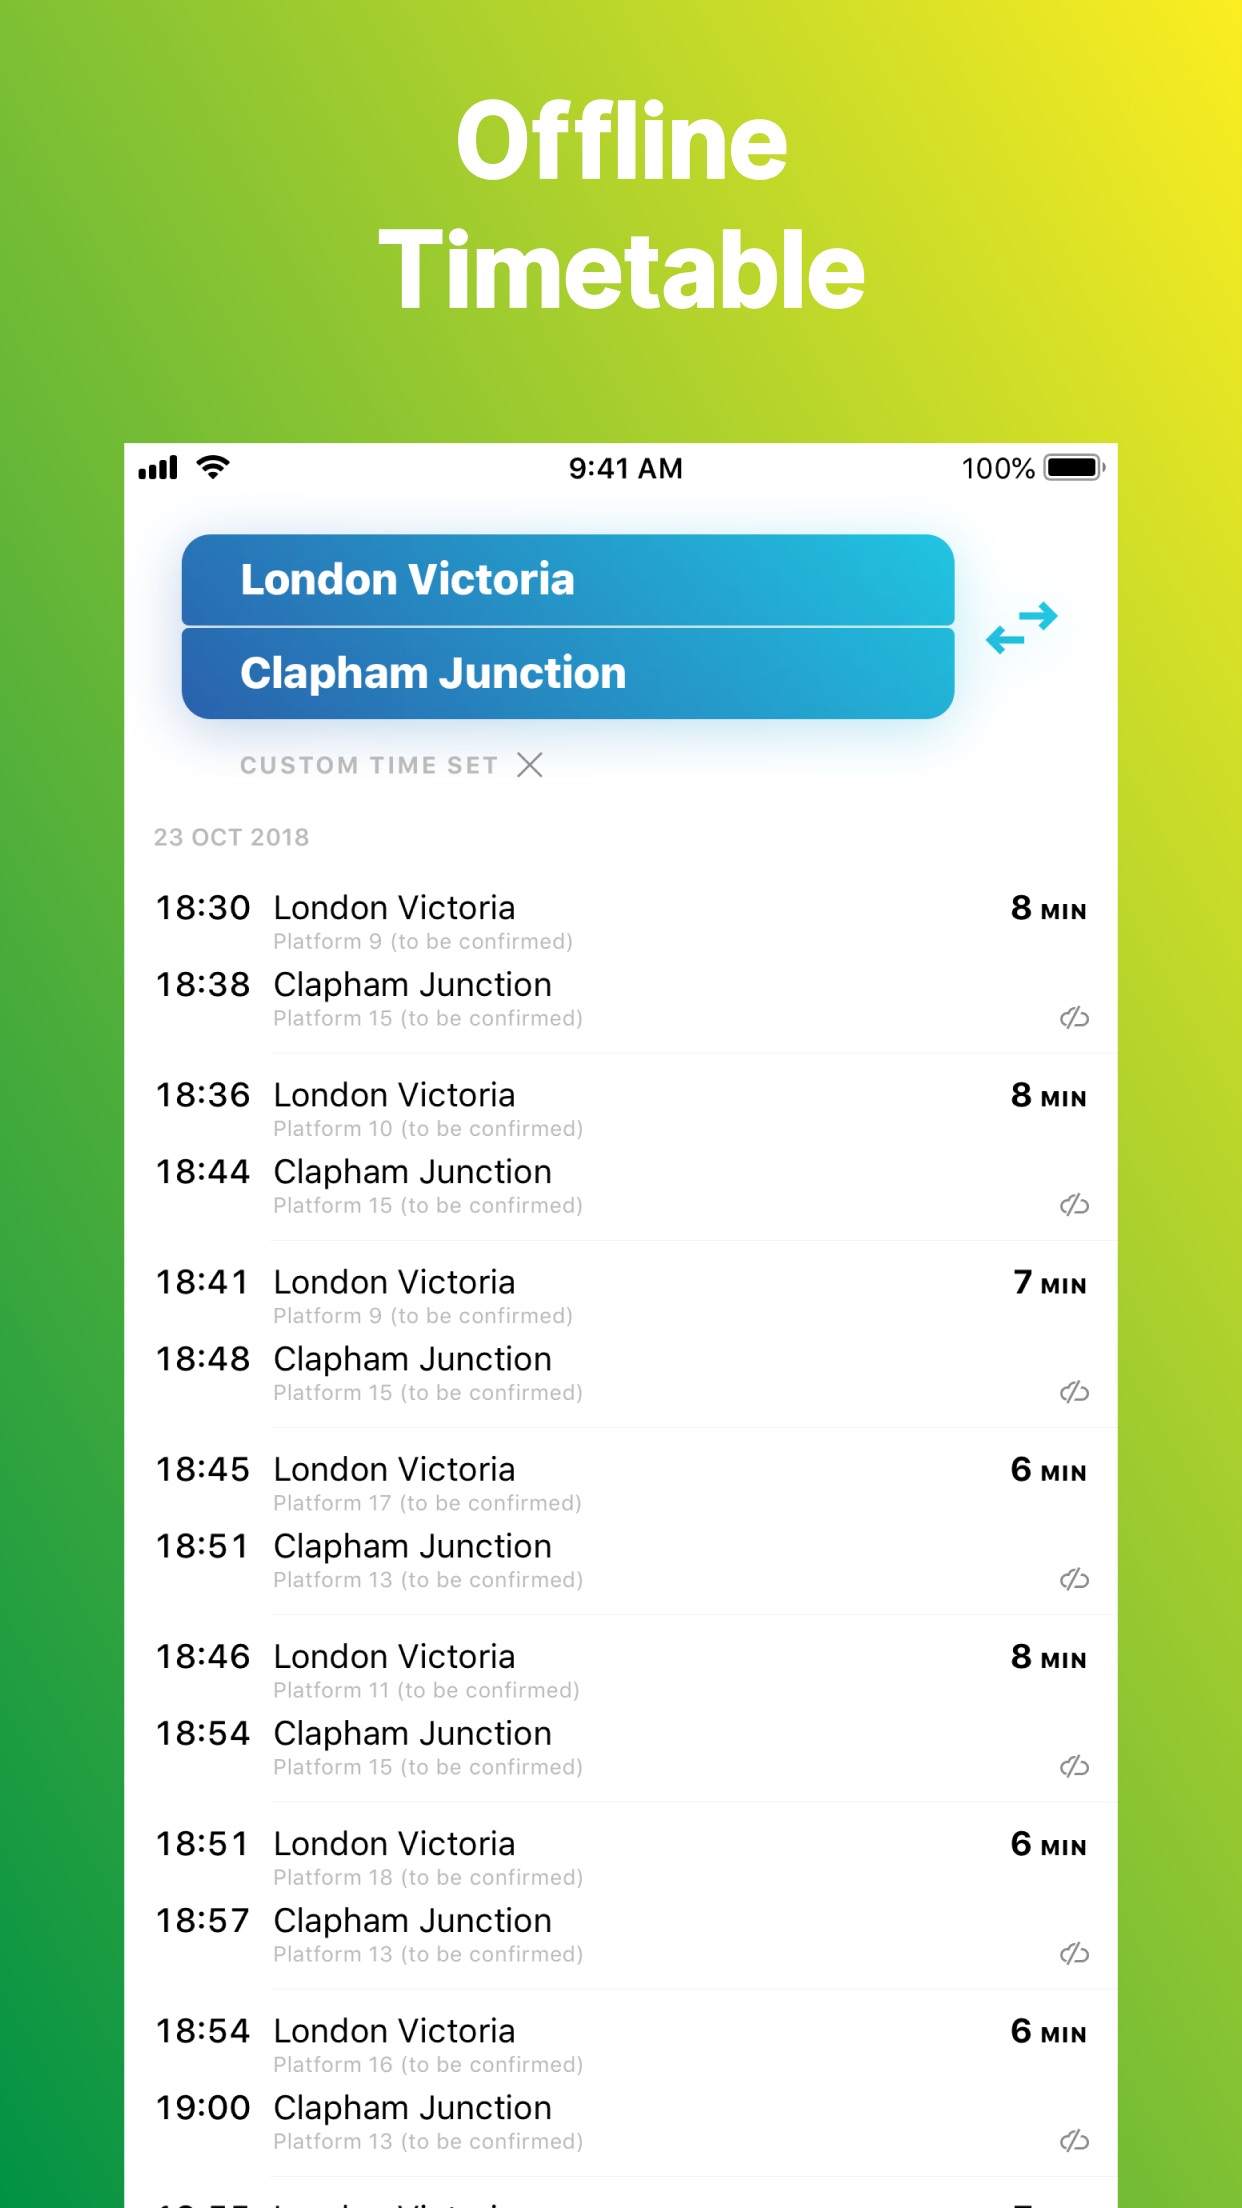 Offline
Timetable
9:41 AM
100%
London Victoria
Clapham Junction
CUSTOM TIME SET
23 OCT 2018
18:30 London Victoria 8 MIN
Platform 9 (to be confirmed)
18:38 Clapham Junction
Platform 15 (to be confirmed)
18:36 London Victoria 8 MIN
Platform 10 (to be confirmed)
18:44 Clapham Junction
Platform 15 (to be confirmed)
18:41 London Victoria 7 MIN
Platform 9 (to be confirmed)
18:48 Clapham Junction
Platform 15 (to be confirmed)
18:45 London Victoria 6 MIN
Platform 17 (to be confirmed)
18:51 Clapham Junction
Platform 13 (to be confirmed)
18:46 London Victoria 8 MIN
Platform 11 (to be confirmed)
18:54 Clapham Junction
Platform 15 (to be confirmed)
18:51 London Victoria 6 MIN
Platform 18 (to be confirmed)
18:57 Clapham Junction
Platform 13 (to be confirmed)
18:54 London Victoria 6 MIN
Platform 16 (to be confirmed)
19:00 Clapham Junction
Platform 13 (to be confirmed)